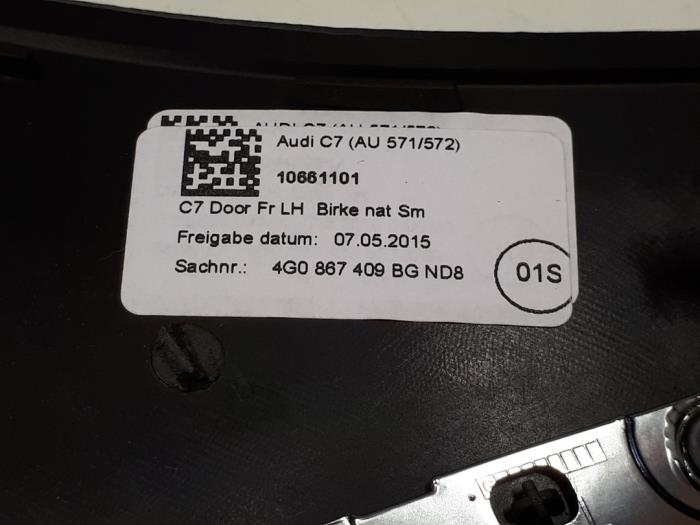 Audi C7 (AU 571/572)
10661101
C7 Door Fr LH Birke nat Sm
Freigabe datum: 07.05.2015
Sachnr.: 4G0 867 409 BG ND8
01S